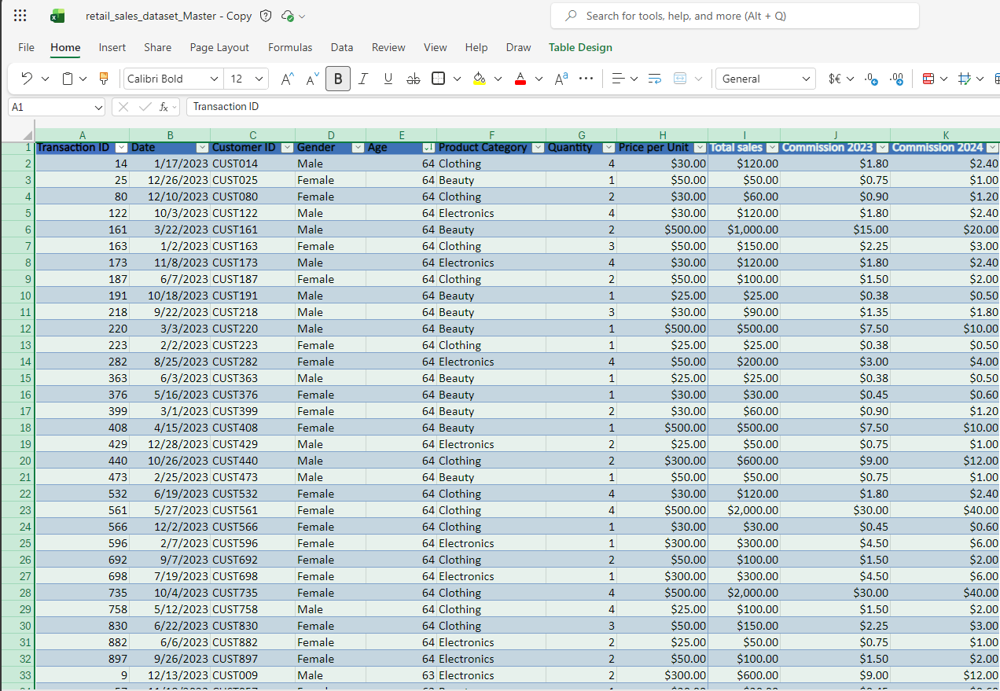 retail_sales_dataset_Master - Copy
Search for tools, help, and more (Alt + Q)
File Home Insert Share Page Layout Formulas Data Review View Help Draw Table Design
Calibri Bold 12 A^ A˅ B I U ab A Aª General $€ .0 .00
A1 fx Transaction ID
A B C D E F G H I J K
1 Transaction ID Date Customer ID Gender Age Product Category Quantity Price per Unit Total sales Commission 2023 Commission 2024
2 14 1/17/2023 CUST014 Male 64 Clothing 4 $30.00 $120.00 $1.80 $2.40
3 25 12/26/2023 CUST025 Female 64 Beauty 1 $50.00 $50.00 $0.75 $1.00
4 80 12/10/2023 CUST080 Female 64 Clothing 2 $30.00 $60.00 $0.90 $1.20
5 122 10/3/2023 CUST122 Male 64 Electronics 4 $30.00 $120.00 $1.80 $2.40
6 161 3/22/2023 CUST161 Male 64 Beauty 2 $500.00 $1,000.00 $15.00 $20.00
7 163 1/2/2023 CUST163 Female 64 Clothing 3 $50.00 $150.00 $2.25 $3.00
8 173 11/8/2023 CUST173 Male 64 Electronics 4 $30.00 $120.00 $1.80 $2.40
9 187 6/7/2023 CUST187 Female 64 Clothing 2 $50.00 $100.00 $1.50 $2.00
10 191 10/18/2023 CUST191 Male 64 Beauty 1 $25.00 $25.00 $0.38 $0.50
11 218 9/22/2023 CUST218 Male 64 Beauty 3 $30.00 $90.00 $1.35 $1.80
12 220 3/3/2023 CUST220 Male 64 Beauty 1 $500.00 $500.00 $7.50 $10.00
13 223 2/2/2023 CUST223 Female 64 Clothing 1 $25.00 $25.00 $0.38 $0.50
14 282 8/25/2023 CUST282 Female 64 Electronics 4 $50.00 $200.00 $3.00 $4.00
15 363 6/3/2023 CUST363 Male 64 Beauty 1 $25.00 $25.00 $0.38 $0.50
16 376 5/16/2023 CUST376 Female 64 Beauty 1 $30.00 $30.00 $0.45 $0.60
17 399 3/1/2023 CUST399 Female 64 Beauty 2 $30.00 $60.00 $0.90 $1.20
18 408 4/15/2023 CUST408 Female 64 Beauty 1 $500.00 $500.00 $7.50 $10.00
19 429 12/28/2023 CUST429 Male 64 Electronics 2 $25.00 $50.00 $0.75 $1.00
20 440 10/26/2023 CUST440 Male 64 Clothing 2 $300.00 $600.00 $9.00 $12.00
21 473 2/25/2023 CUST473 Male 64 Beauty 1 $50.00 $50.00 $0.75 $1.00
22 532 6/19/2023 CUST532 Female 64 Clothing 4 $30.00 $120.00 $1.80 $2.40
23 561 5/27/2023 CUST561 Female 64 Clothing 4 $500.00 $2,000.00 $30.00 $40.00
24 566 12/2/2023 CUST566 Female 64 Clothing 1 $30.00 $30.00 $0.45 $0.60
25 596 2/7/2023 CUST596 Female 64 Electronics 1 $300.00 $300.00 $4.50 $6.00
26 692 9/7/2023 CUST692 Female 64 Clothing 2 $50.00 $100.00 $1.50 $2.00
27 698 7/19/2023 CUST698 Female 64 Electronics 1 $300.00 $300.00 $4.50 $6.00
28 735 10/4/2023 CUST735 Female 64 Clothing 4 $500.00 $2,000.00 $30.00 $40.00
29 758 5/12/2023 CUST758 Male 64 Clothing 4 $25.00 $100.00 $1.50 $2.00
30 830 6/22/2023 CUST830 Female 64 Clothing 3 $50.00 $150.00 $2.25 $3.00
31 882 6/6/2023 CUST882 Female 64 Electronics 2 $25.00 $50.00 $0.75 $1.00
32 897 9/26/2023 CUST897 Female 64 Electronics 2 $50.00 $100.00 $1.50 $2.00
33 9 12/13/2023 CUST009 Male 63 Electronics 2 $300.00 $600.00 $9.00 $12.00